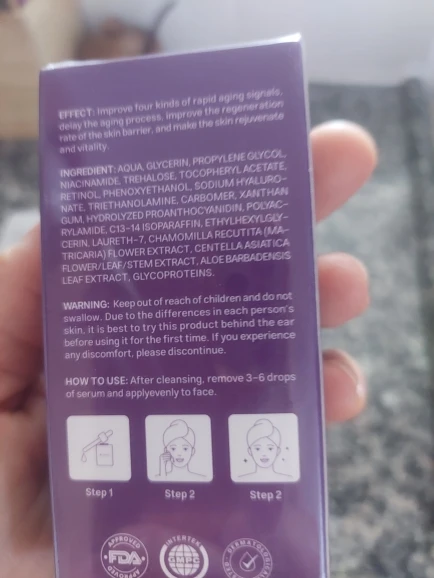 EFFECT: Improve four kinds of rapid aging signals,
delay the aging process. Improve the regeneration
rate of the skin barrier, and make the skin rejuvenate
and vitality.
INGREDIENT: AQUA, GLYCERIN, PROPYLENE GLYCOL,
NIACINAMIDE, TREHALOSE, TOCOPHERYL ACETATE,
RETINOL, PHENOXYETHANOL, SODIUM HYALURO-
NATE, TRIETHANOLAMINE, CARBOMER, XANTHAN
GUM, HYDROLYZED PROANTHOCYANIDIN, POLYAC-
RYLAMIDE, C13-14 ISOPARAFFIN, ETHYLHEXYLGLY-
CERIN, LAURETH-7, CHAMOMILLA RECUTITA (MA-
TRICARIA) FLOWER EXTRACT, CENTELLA ASIATICA
FLOWER/LEAF/STEM EXTRACT, ALOE BARBADENSIS
LEAF EXTRACT, GLYCOPROTEINS.
WARNING: Keep out of reach of children and do not
swallow. Due to the differences in each person's
skin, it is best to try this product behind the ear
before using it for the first time. If you experience
any discomfort, please discontinue.
HOW TO USE: After cleansing, remove 3-6 drops
of serum and applyevenly to face.
Step 1
Step 2
Step 2
APPROVED
FDA
APPROVED
INTERTEK
GMPC
DERMATOLOGICAL